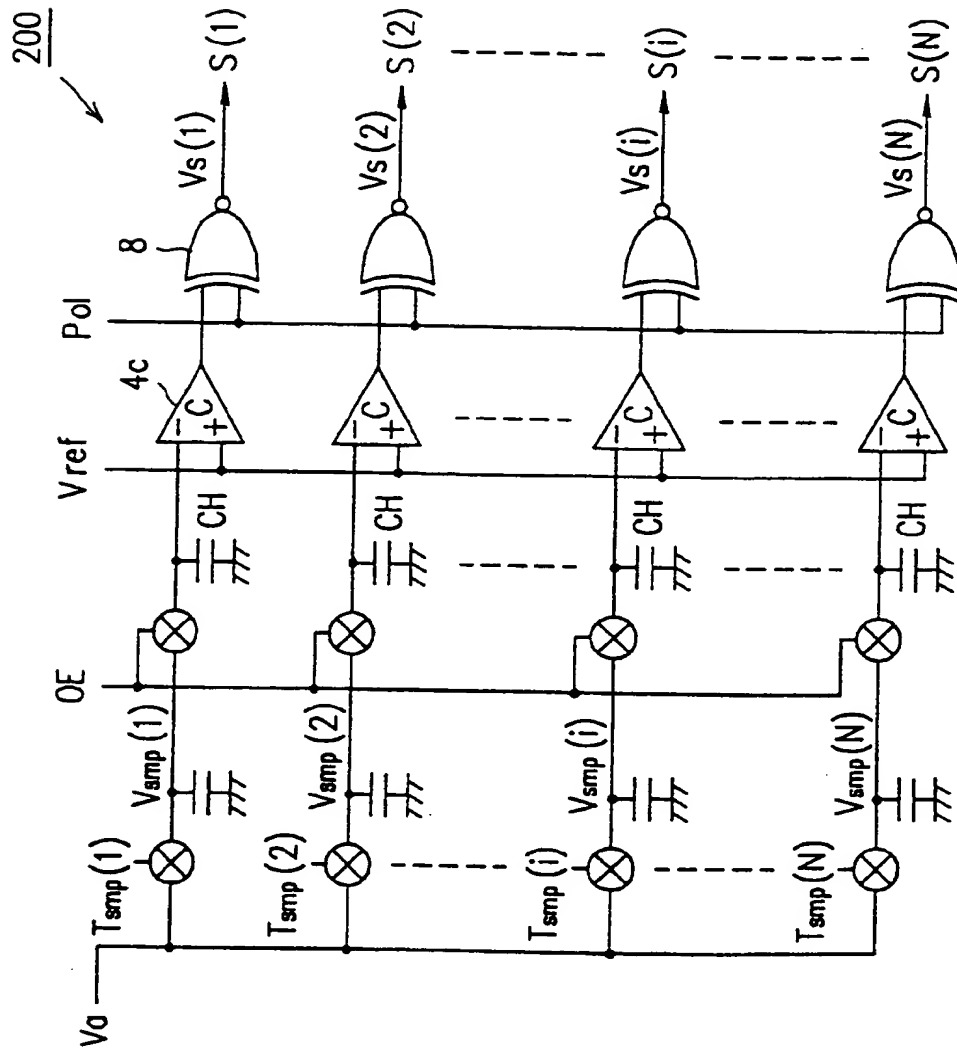 200
Va
OE
Vref
Pol
Tsmp(1)
Vsmp(1)
CH
4c
− C +
8
Vs(1)
S(1)
Tsmp(2)
Vsmp(2)
CH
− C +
Vs(2)
S(2)
Tsmp(i)
Vsmp(i)
CH
− C +
Vs(i)
S(i)
Tsmp(N)
Vsmp(N)
CH
− C +
Vs(N)
S(N)